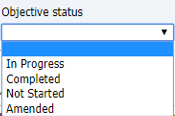 Objective status
In Progress
Completed
Not Started
Amended